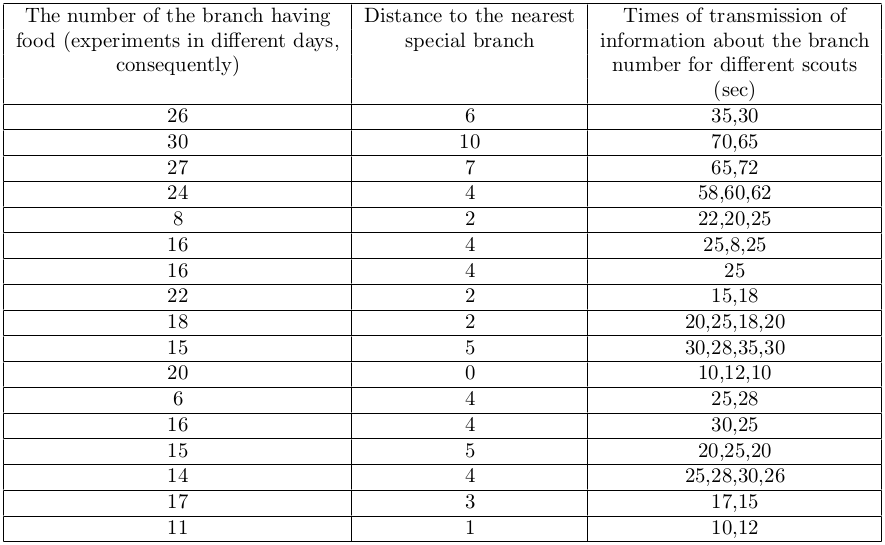 The number of the branch having food (experiments in different days, consequently) | Distance to the nearest special branch | Times of transmission of information about the branch number for different scouts (sec)
26 | 6 | 35,30
30 | 10 | 70,65
27 | 7 | 65,72
24 | 4 | 58,60,62
8 | 2 | 22,20,25
16 | 4 | 25,8,25
16 | 4 | 25
22 | 2 | 15,18
18 | 2 | 20,25,18,20
15 | 5 | 30,28,35,30
20 | 0 | 10,12,10
6 | 4 | 25,28
16 | 4 | 30,25
15 | 5 | 20,25,20
14 | 4 | 25,28,30,26
17 | 3 | 17,15
11 | 1 | 10,12